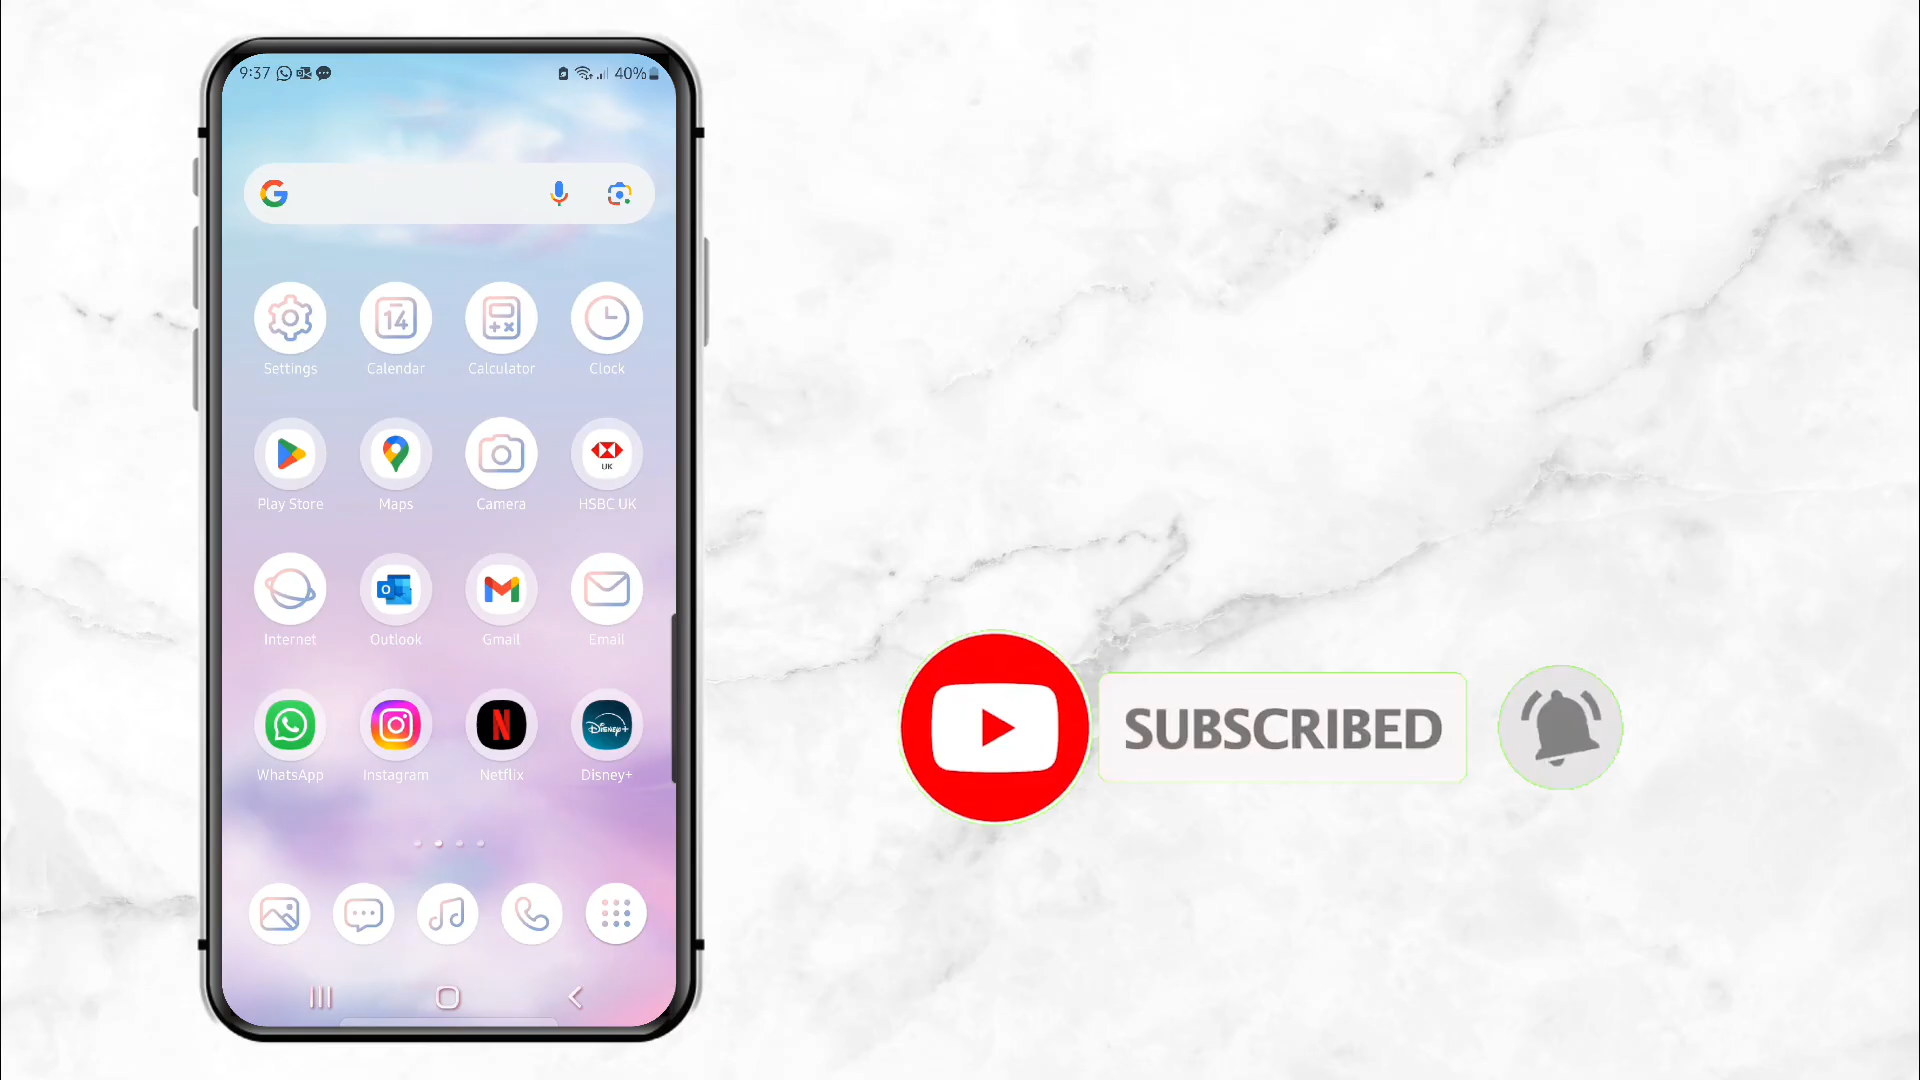 9:37 40%
G
14
Settings Calendar Calculator Clock
UK
Play Store Maps Camera HSBC UK
O
Internet Outlook Gmail Email
N Disney+
WhatsApp Instagram Netflix Disney+
SUBSCRIBED